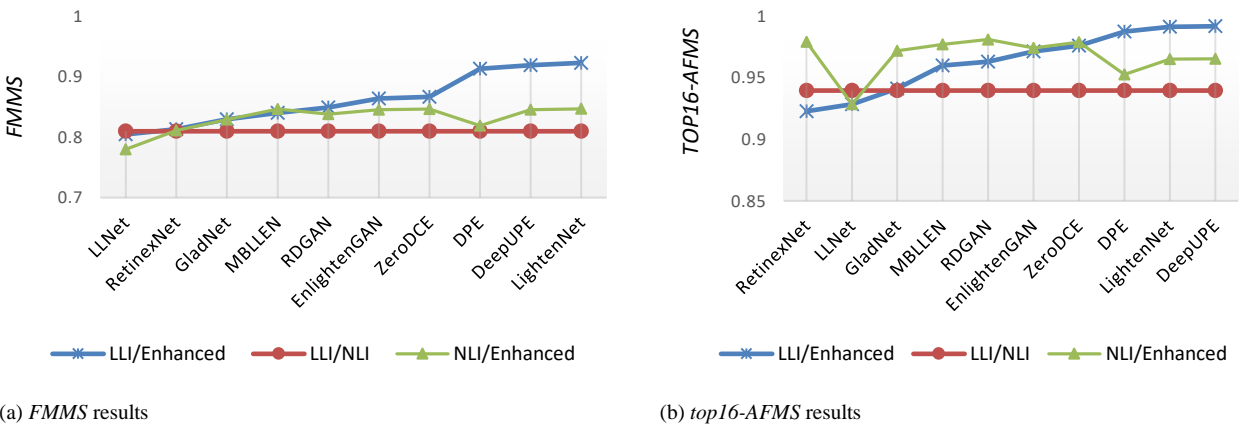 FMMS
1
0.9
0.8
0.7
LLNet
RetinexNet
GladNet
MBLLEN
RDGAN
EnlightenGAN
ZeroDCE
DPE
DeepUPE
LightenNet
LLI/Enhanced LLI/NLI NLI/Enhanced
(a) FMMS results
TOP16-AFMS
1
0.95
0.9
0.85
RetinexNet
LLNet
GladNet
MBLLEN
RDGAN
EnlightenGAN
ZeroDCE
DPE
LightenNet
DeepUPE
LLI/Enhanced LLI/NLI NLI/Enhanced
(b) top16-AFMS results